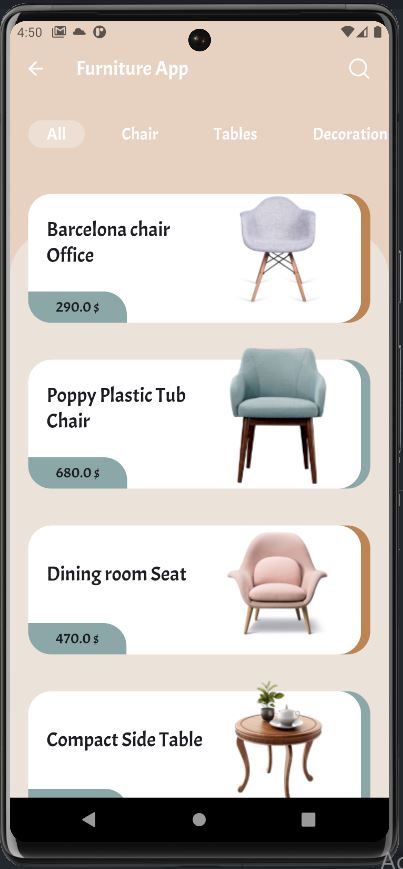 4:50
Furniture App
All Chair Tables Decoration
Barcelona chair
Office
290.0 $
Poppy Plastic Tub
Chair
680.0 $
Dining room Seat
470.0 $
Compact Side Table
Ac